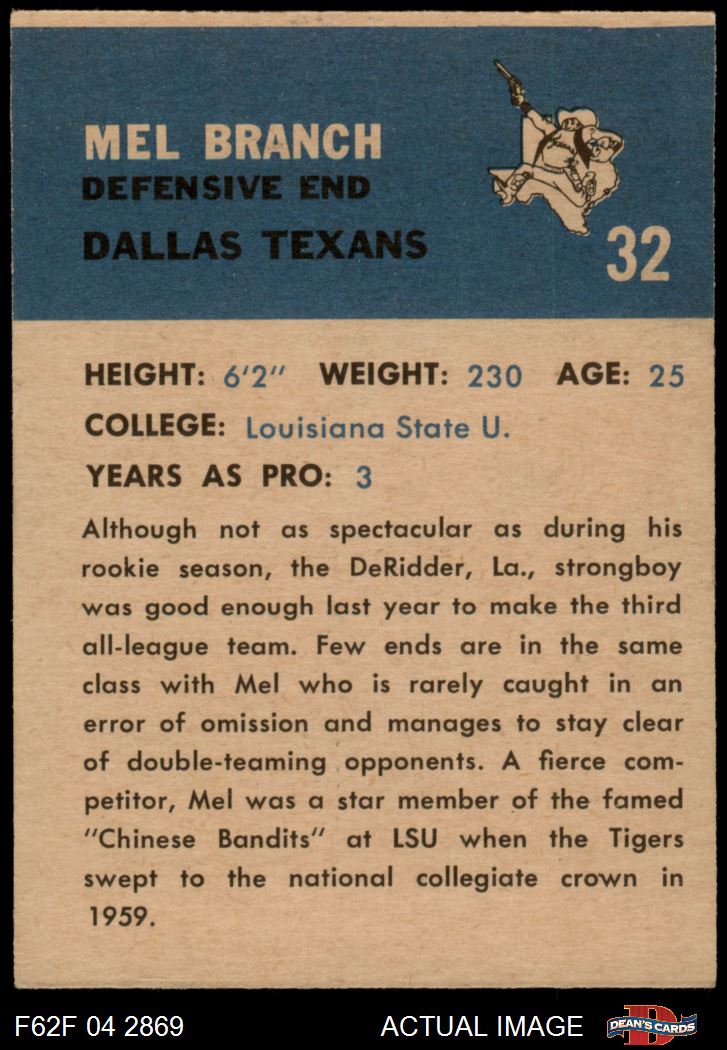 MEL BRANCH
DEFENSIVE END
DALLAS TEXANS
32
HEIGHT: 6'2" WEIGHT: 230 AGE: 25
COLLEGE: Louisiana State U.
YEARS AS PRO: 3
Although not as spectacular as during his
rookie season, the DeRidder, La., strongboy
was good enough last year to make the third
all-league team. Few ends are in the same
class with Mel who is rarely caught in an
error of omission and manages to stay clear
of double-teaming opponents. A fierce com-
petitor, Mel was a star member of the famed
"Chinese Bandits" at LSU when the Tigers
swept to the national collegiate crown in
1959.
F62F 04 2869 ACTUAL IMAGE D DEAN'S CARDS